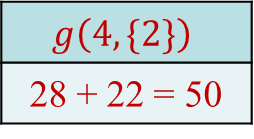 g(4,{2})
28 + 22 = 50